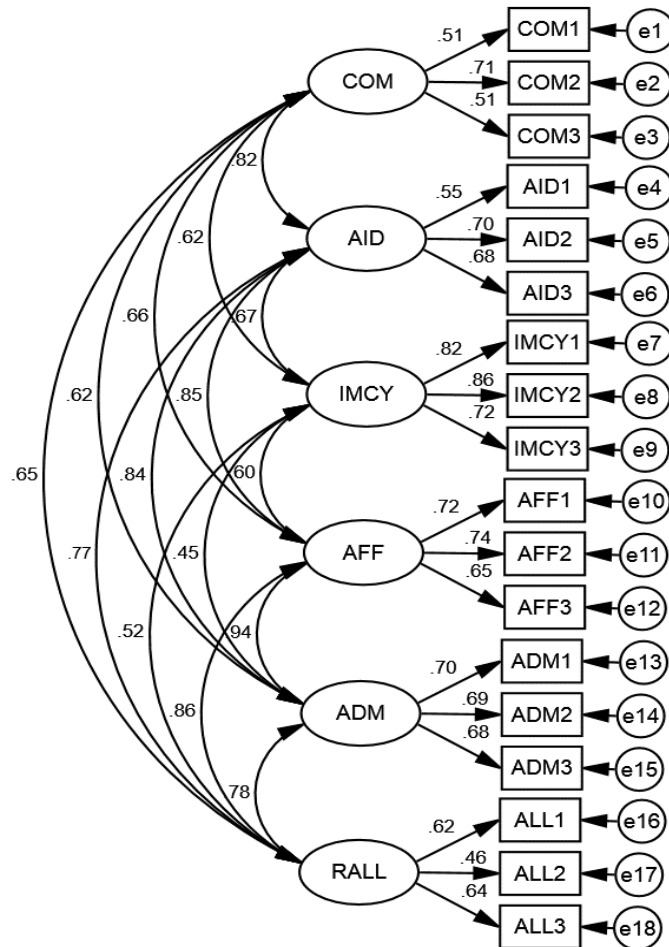 .51 COM1 e1
COM .71 COM2 e2
.51 COM3 e3
.82
.55 AID1 e4
AID .70 AID2 e5
.68 AID3 e6
.62
.67
.66
.82 IMCY1 e7
.62 .85 IMCY .86 IMCY2 e8
.72 IMCY3 e9
.65 .84 .60
.72 AFF1 e10
.77 .45 AFF .74 AFF2 e11
.65 AFF3 e12
.52 .94
.70 ADM1 e13
.86 ADM .69 ADM2 e14
.68 ADM3 e15
.78
.62 ALL1 e16
RALL .46 ALL2 e17
.64 ALL3 e18